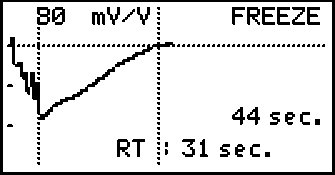 80 mV/V FREEZE
44 sec.
RT : 31 sec.